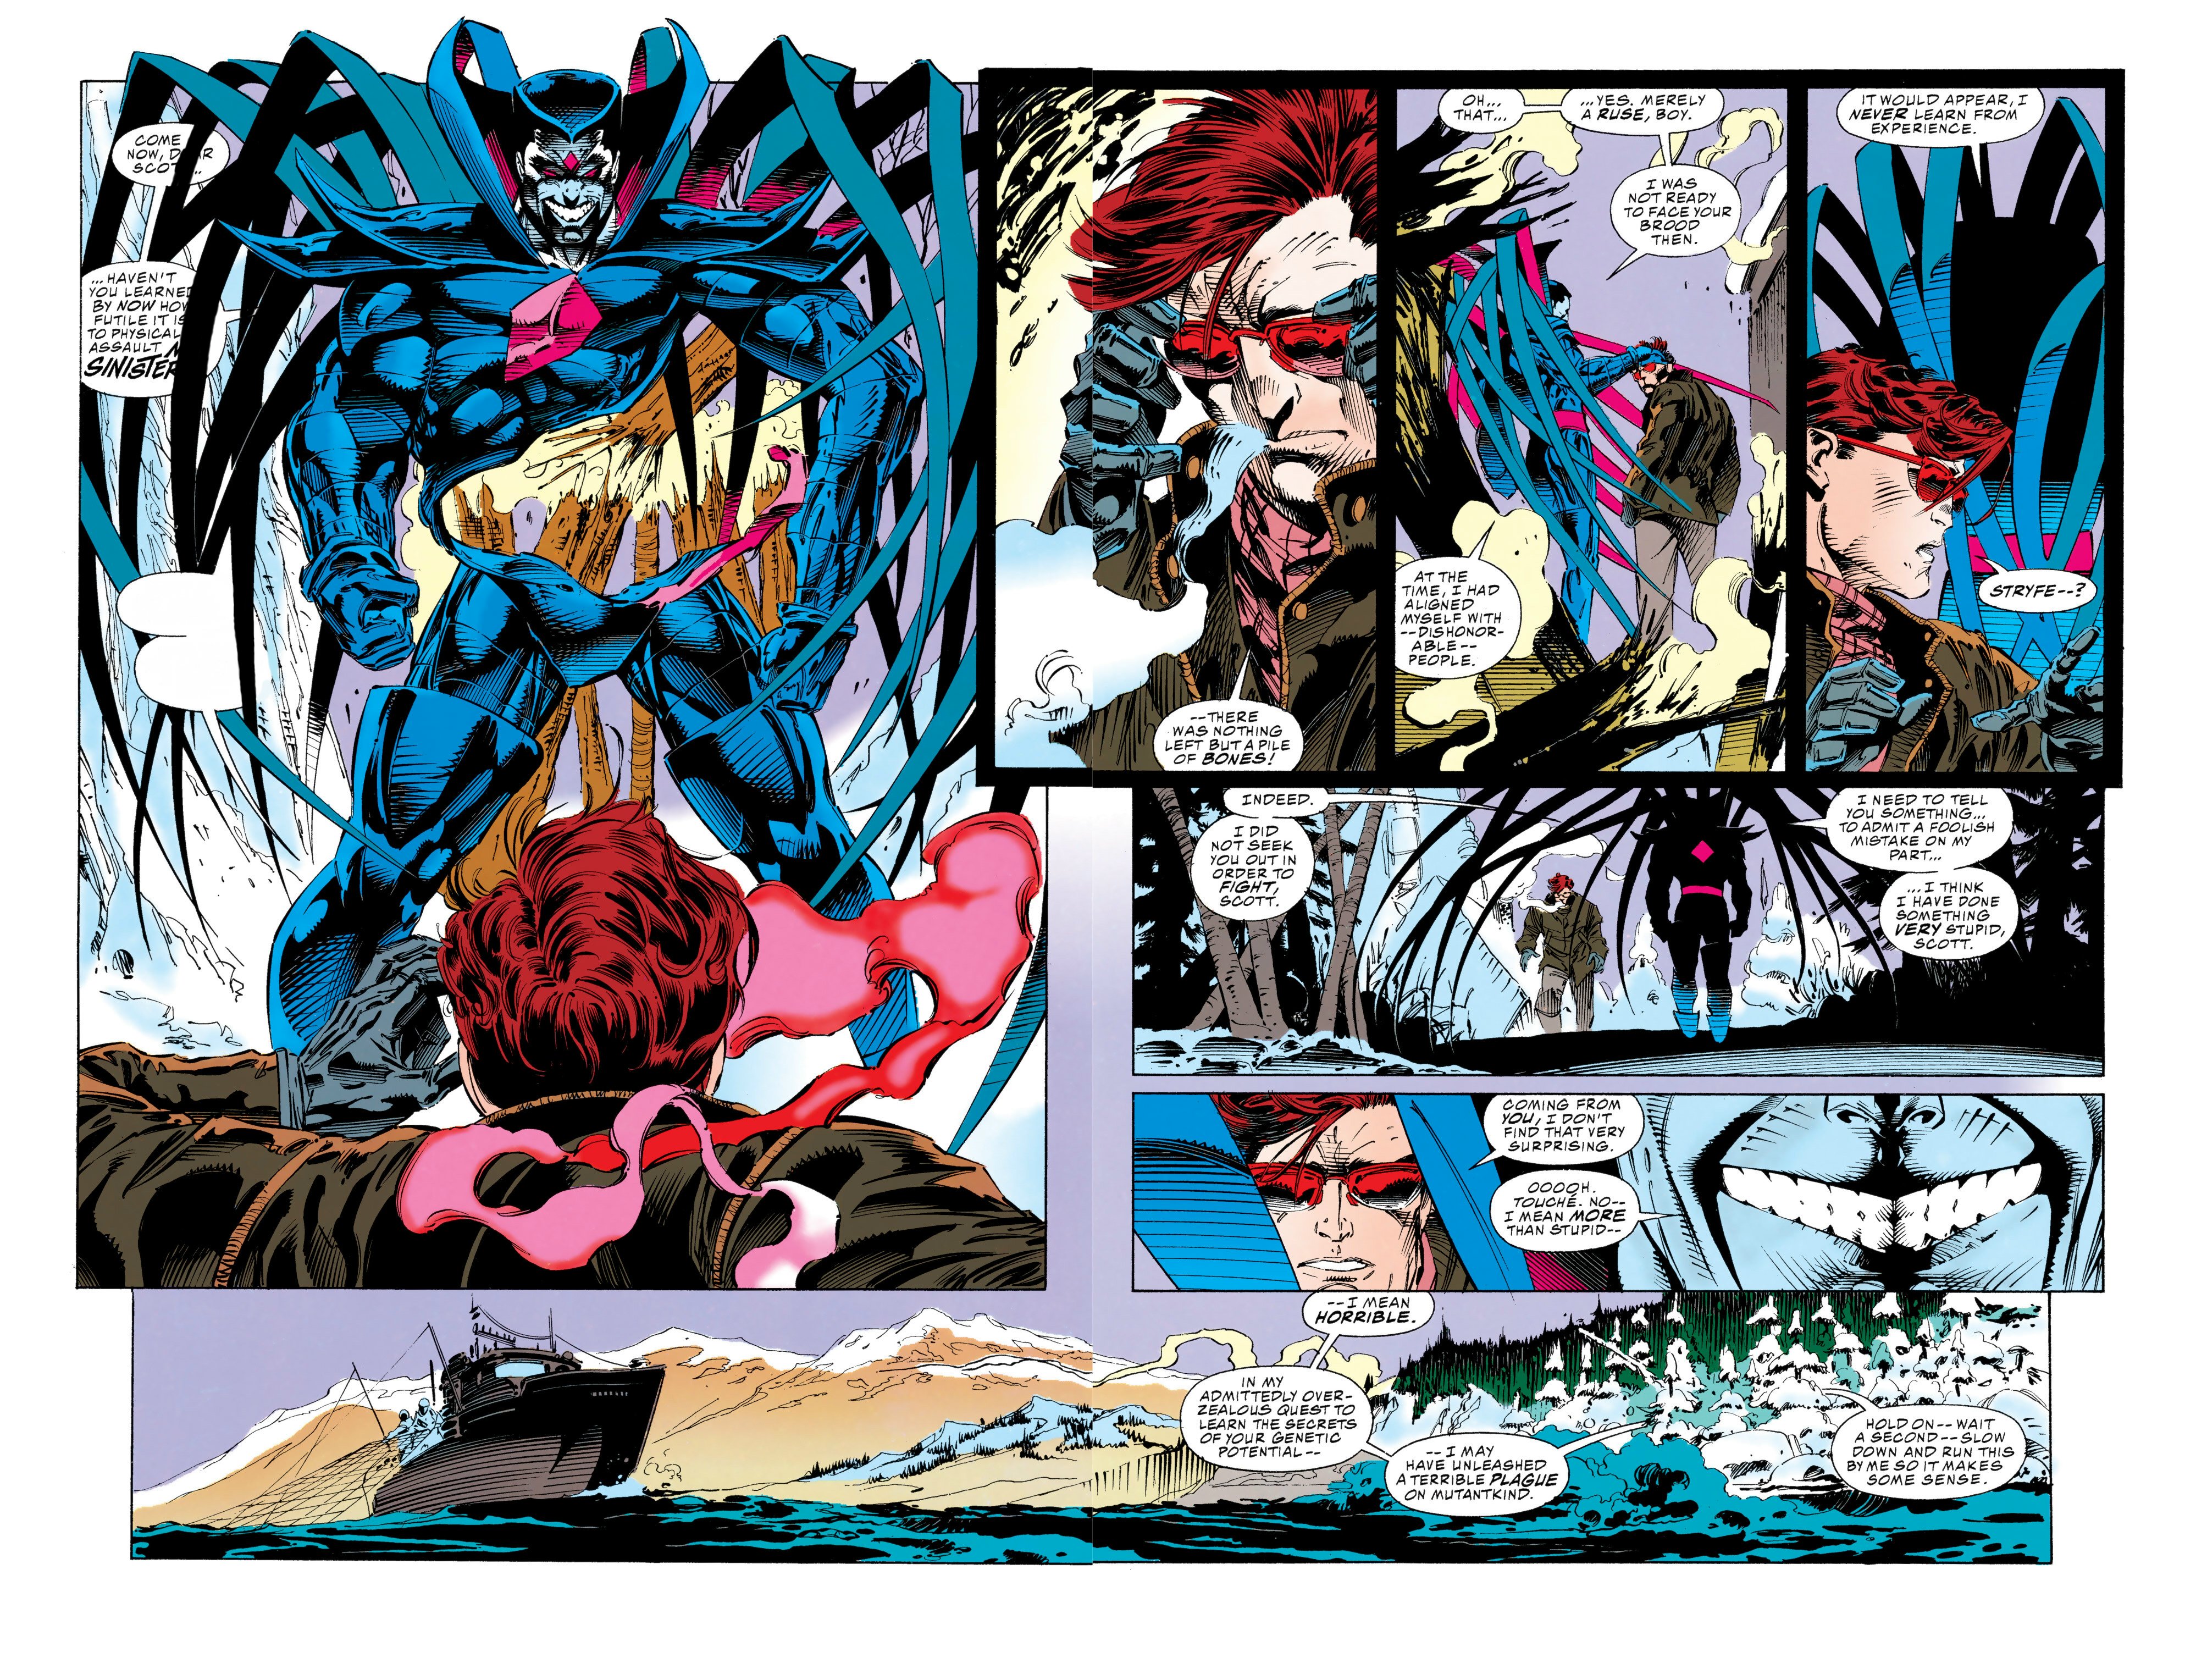 COME
NOW, D
SCOT
...HAVEN'T
YOU LEARNED
BY NOW HOW
FUTILE IT IS
TO PHYSICAL
ASSAULT
SINISTER
--THERE
WAS NOTHING
LEFT BUT A PILE
OF BONES!
OH...
THAT...
...YES. MERELY
A RUSE, BOY.
I WAS
NOT READY
TO FACE YOUR
BROOD
THEN.
AT THE
TIME, I HAD
ALIGNED
MYSELF WITH
--DISHONOR-
ABLE--
PEOPLE.
IT WOULD APPEAR, I
NEVER LEARN FROM
EXPERIENCE.
STRYFE--?
INDEED.
I DID
NOT SEEK
YOU OUT IN
ORDER TO
FIGHT,
SCOTT.
I NEED TO TELL
YOU SOMETHING...
TO ADMIT A FOOLISH
MISTAKE ON MY
PART...
...I THINK
I HAVE DONE
SOMETHING
VERY STUPID,
SCOTT.
COMING FROM
YOU, I DON'T
FIND THAT VERY
SURPRISING.
OOOOH.
TOUCHÉ. NO--
I MEAN MORE
THAN STUPID--
--I MEAN
HORRIBLE.
IN MY
ADMITTEDLY OVER-
ZEALOUS QUEST TO
LEARN THE SECRETS
OF YOUR GENETIC
POTENTIAL--
--I MAY
HAVE UNLEASHED
A TERRIBLE PLAGUE
ON MUTANTKIND.
HOLD ON--WAIT
A SECOND--SLOW
DOWN AND RUN THIS
BY ME SO IT MAKES
SOME SENSE.